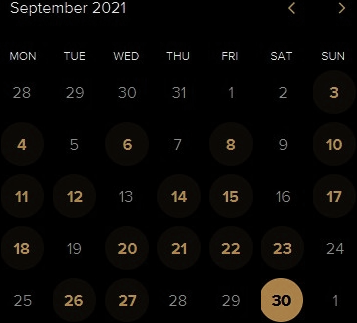 September 2021
MON TUE WED THU FRI SAT SUN
28 29 30 31 1 2 3
4 5 6 7 8 9 10
11 12 13 14 15 16 17
18 19 20 21 22 23 24
25 26 27 28 29 30 1